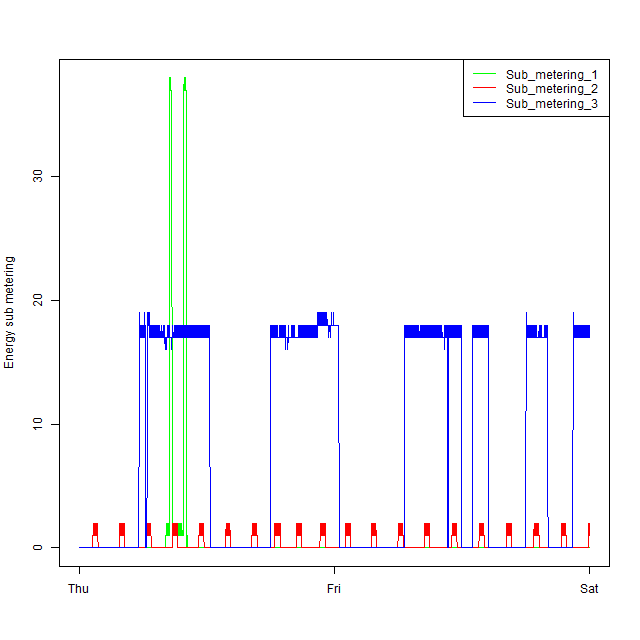 Sub_metering_1
Sub_metering_2
Sub_metering_3
Energy sub metering
30
20
10
0
Thu
Fri
Sat